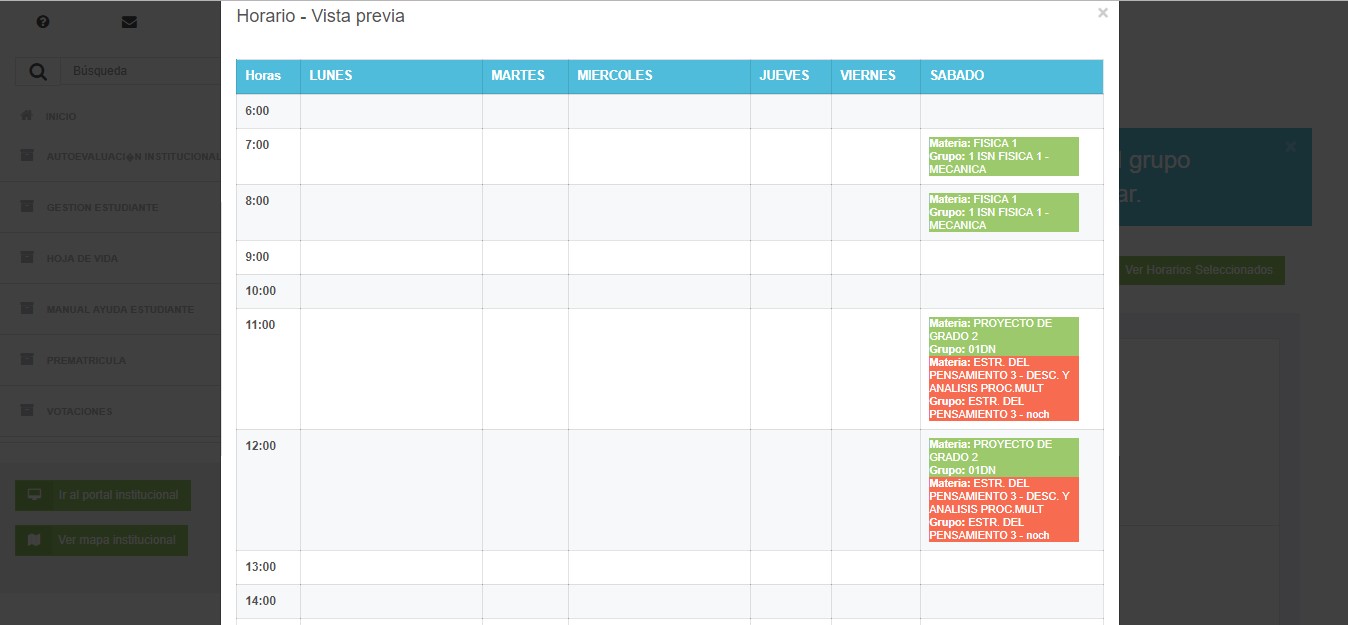 Horario - Vista previa
×
Búsqueda
INICIO
AUTOEVALUACI�N INSTITUCIONAL
GESTION ESTUDIANTE
HOJA DE VIDA
MANUAL AYUDA ESTUDIANTE
PREMATRICULA
VOTACIONES
Ir al portal institucional
Ver mapa institucional
Horas LUNES MARTES MIERCOLES JUEVES VIERNES SABADO
6:00
7:00
Materia: FISICA 1
Grupo: 1 ISN FISICA 1 -
MECANICA
8:00
Materia: FISICA 1
Grupo: 1 ISN FISICA 1 -
MECANICA
9:00
10:00
11:00
Materia: PROYECTO DE
GRADO 2
Grupo: 01DN
Materia: ESTR. DEL
PENSAMIENTO 3 - DESC. Y
ANALISIS PROC.MULT
Grupo: ESTR. DEL
PENSAMIENTO 3 - noch
12:00
Materia: PROYECTO DE
GRADO 2
Grupo: 01DN
Materia: ESTR. DEL
PENSAMIENTO 3 - DESC. Y
ANALISIS PROC.MULT
Grupo: ESTR. DEL
PENSAMIENTO 3 - noch
13:00
14:00
grupo
ar.
×
Ver Horarios Seleccionados